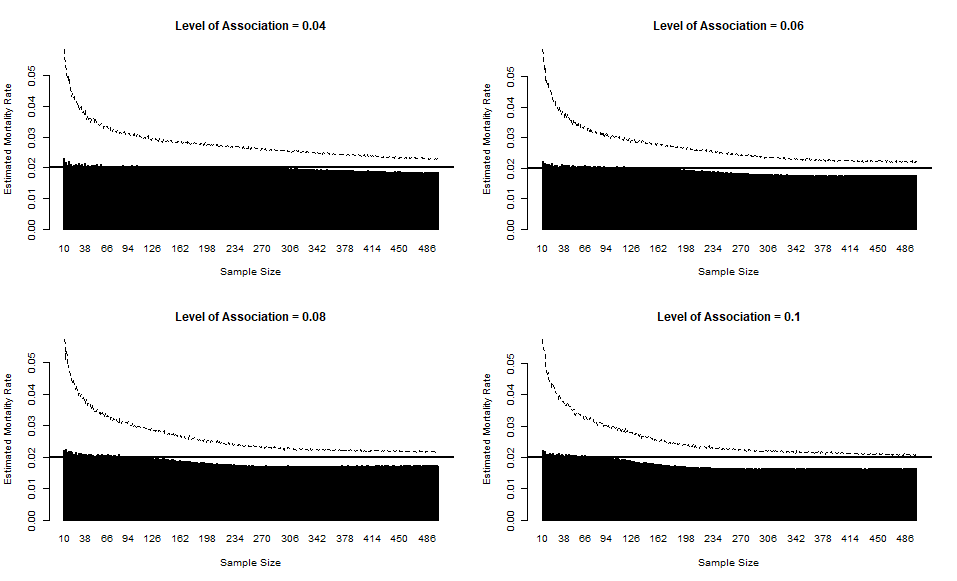 Level of Association = 0.04
Estimated Mortality Rate
0.00 0.01 0.02 0.03 0.04 0.05
10 38 66 94 126 162 198 234 270 306 342 378 414 450 486
Sample Size
Level of Association = 0.06
Estimated Mortality Rate
0.00 0.01 0.02 0.03 0.04 0.05
10 38 66 94 126 162 198 234 270 306 342 378 414 450 486
Sample Size
Level of Association = 0.08
Estimated Mortality Rate
0.00 0.01 0.02 0.03 0.04 0.05
10 38 66 94 126 162 198 234 270 306 342 378 414 450 486
Sample Size
Level of Association = 0.1
Estimated Mortality Rate
0.00 0.01 0.02 0.03 0.04 0.05
10 38 66 94 126 162 198 234 270 306 342 378 414 450 486
Sample Size